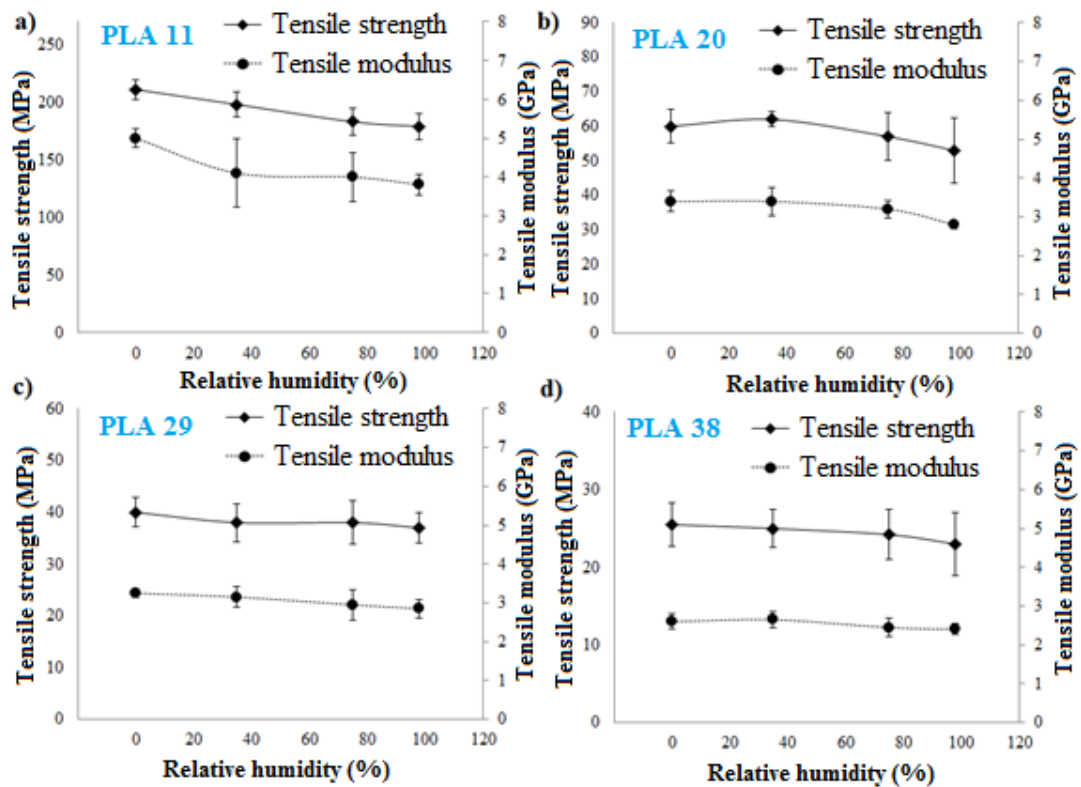 a)
PLA 11
Tensile strength
Tensile modulus
Tensile strength (MPa)
250
200
150
100
50
0
Tensile modulus (GPa)
8
7
6
5
4
3
2
1
0
0 20 40 60 80 100 120
Relative humidity (%)
b)
PLA 20
Tensile strength
Tensile modulus
Tensile strength (MPa)
90
80
70
60
50
40
30
20
10
0
Tensile modulus (GPa)
8
7
6
5
4
3
2
1
0
0 20 40 60 80 100 120
Relative humidity (%)
c)
PLA 29
Tensile strength
Tensile modulus
Tensile strength (MPa)
60
50
40
30
20
10
0
Tensile modulus (GPa)
8
7
6
5
4
3
2
1
0
0 20 40 60 80 100 120
Relative humidity (%)
d)
PLA 38
Tensile strength
Tensile modulus
Tensile strength (MPa)
40
30
20
10
0
Tensile modulus (GPa)
8
7
6
5
4
3
2
1
0
0 20 40 60 80 100 120
Relative humidity (%)